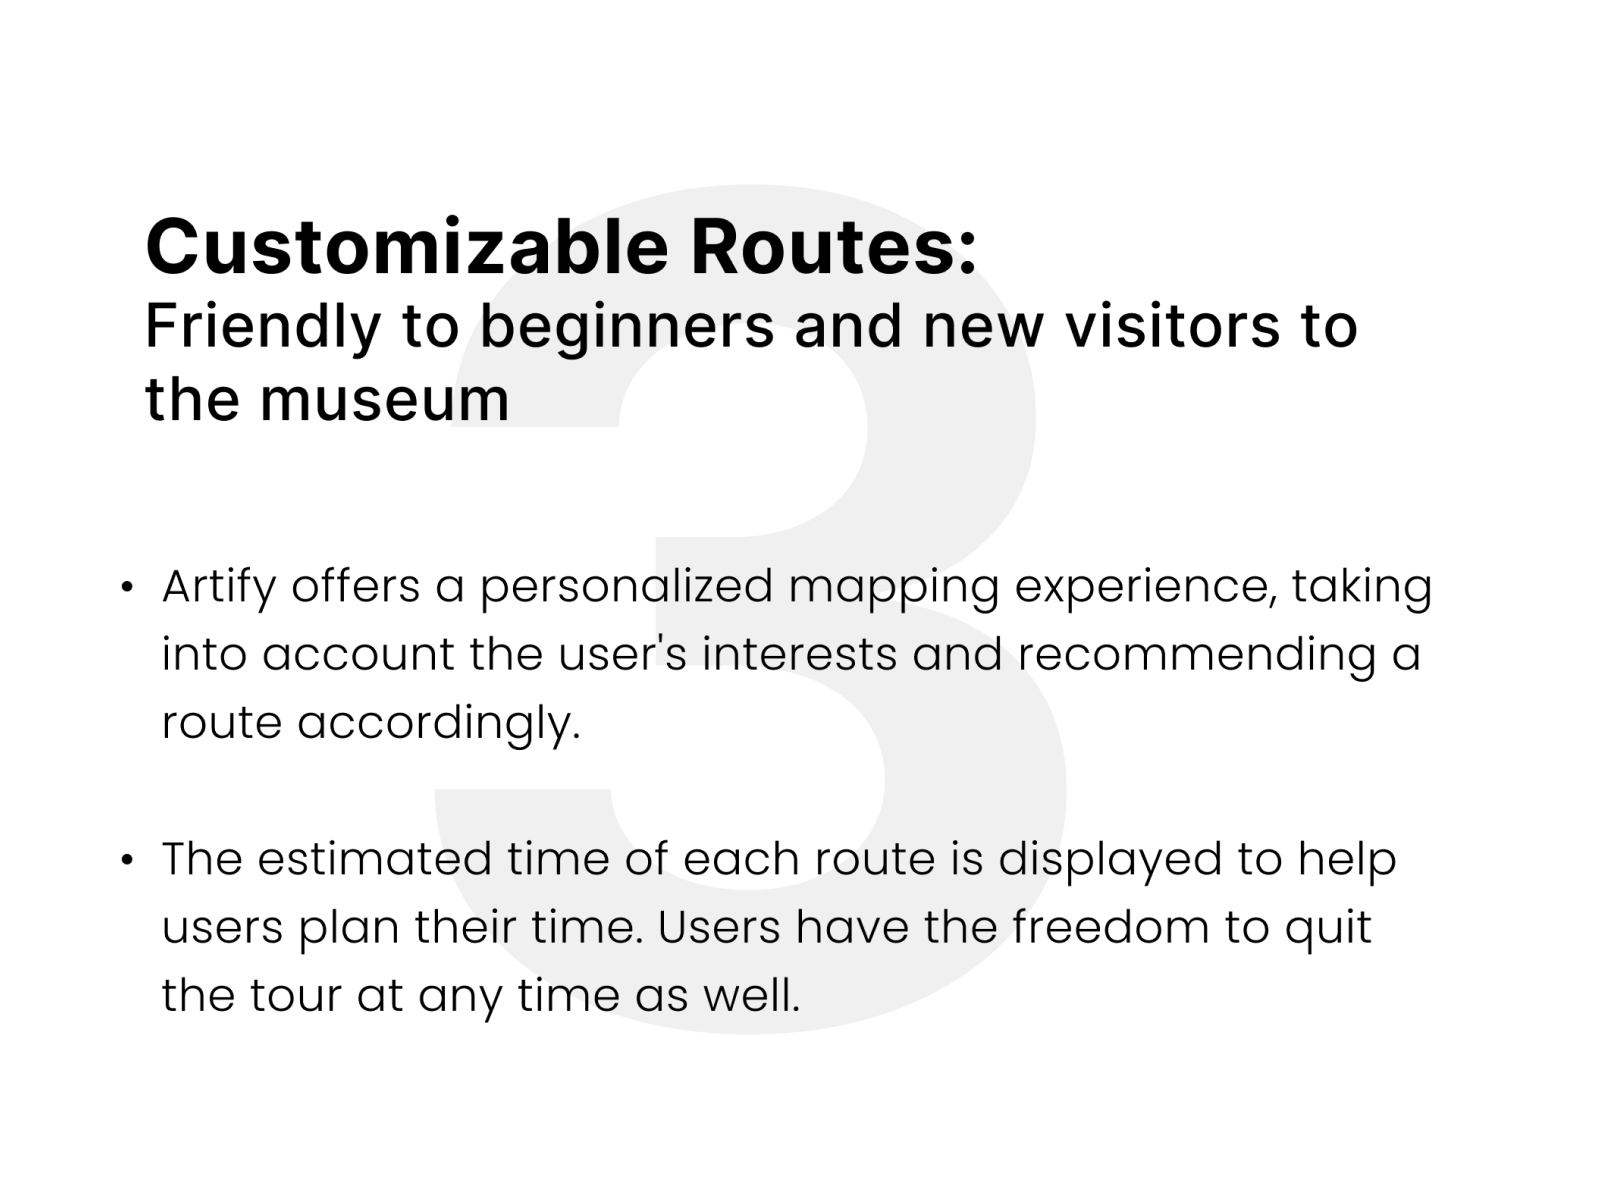 3
Customizable Routes:
Friendly to beginners and new visitors to
the museum
• Artify offers a personalized mapping experience, taking
into account the user's interests and recommending a
route accordingly.
• The estimated time of each route is displayed to help
users plan their time. Users have the freedom to quit
the tour at any time as well.